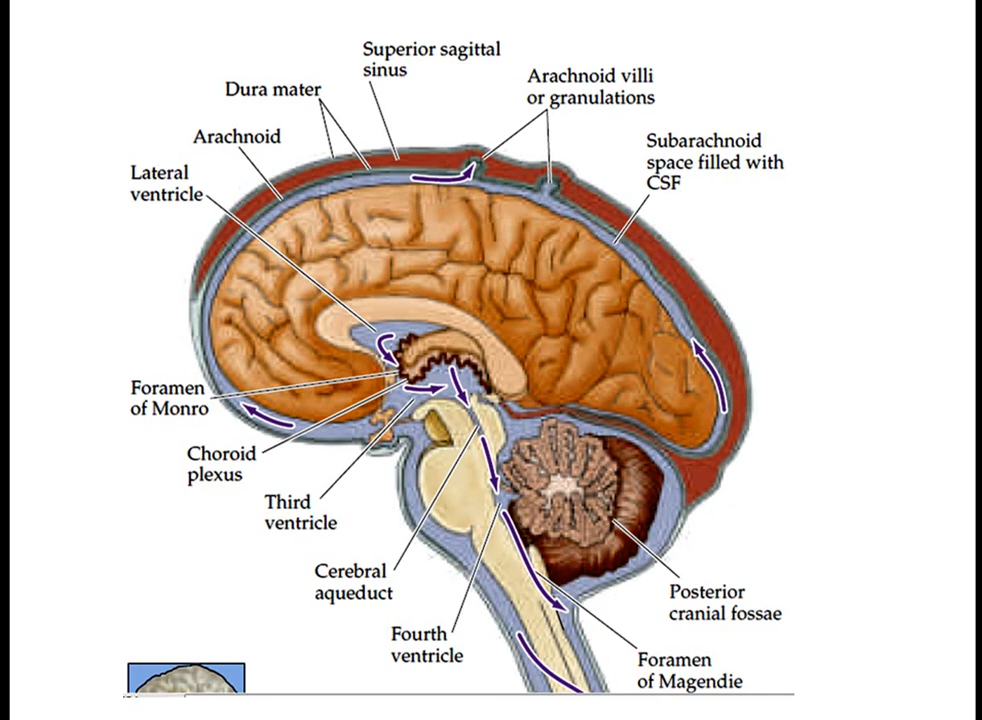 Superior sagittal
sinus
Dura mater
Arachnoid villi
or granulations
Arachnoid
Subarachnoid
space filled with
CSF
Lateral
ventricle
Foramen
of Monro
Choroid
plexus
Third
ventricle
Cerebral
aqueduct
Fourth
ventricle
Posterior
cranial fossae
Foramen
of Magendie